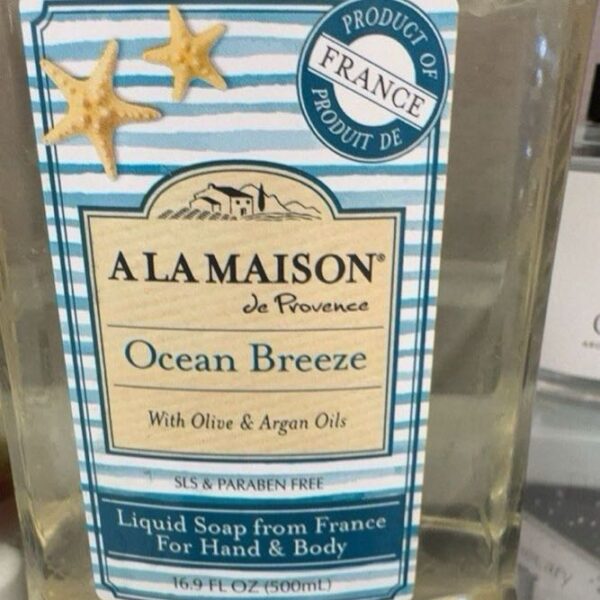 PRODUCT OF
FRANCE
PRODUIT DE
A LA MAISON®
de Provence
Ocean Breeze
With Olive & Argan Oils
SLS & PARABEN FREE
Liquid Soap from France
For Hand & Body
16.9 FL OZ (500mL)